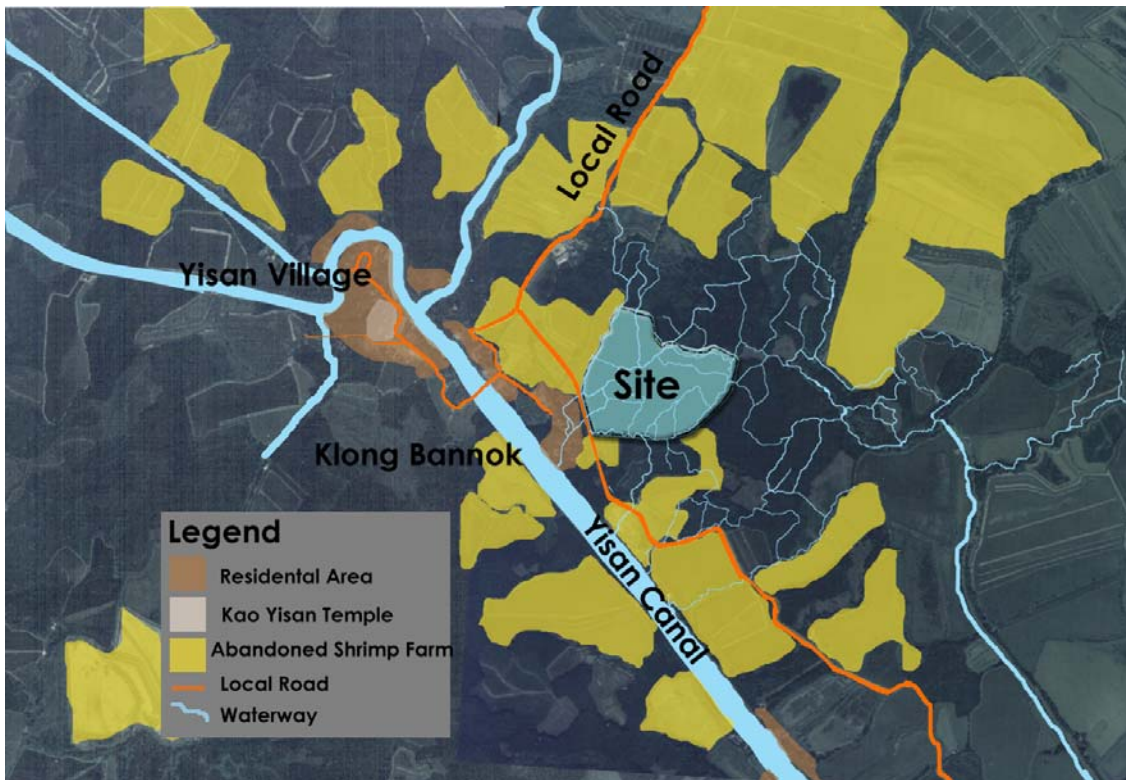 Local Road
Yisan Village
Site
Klong Bannok
Yisan Canal
Legend
Residental Area
Kao Yisan Temple
Abandoned Shrimp Farm
Local Road
Waterway